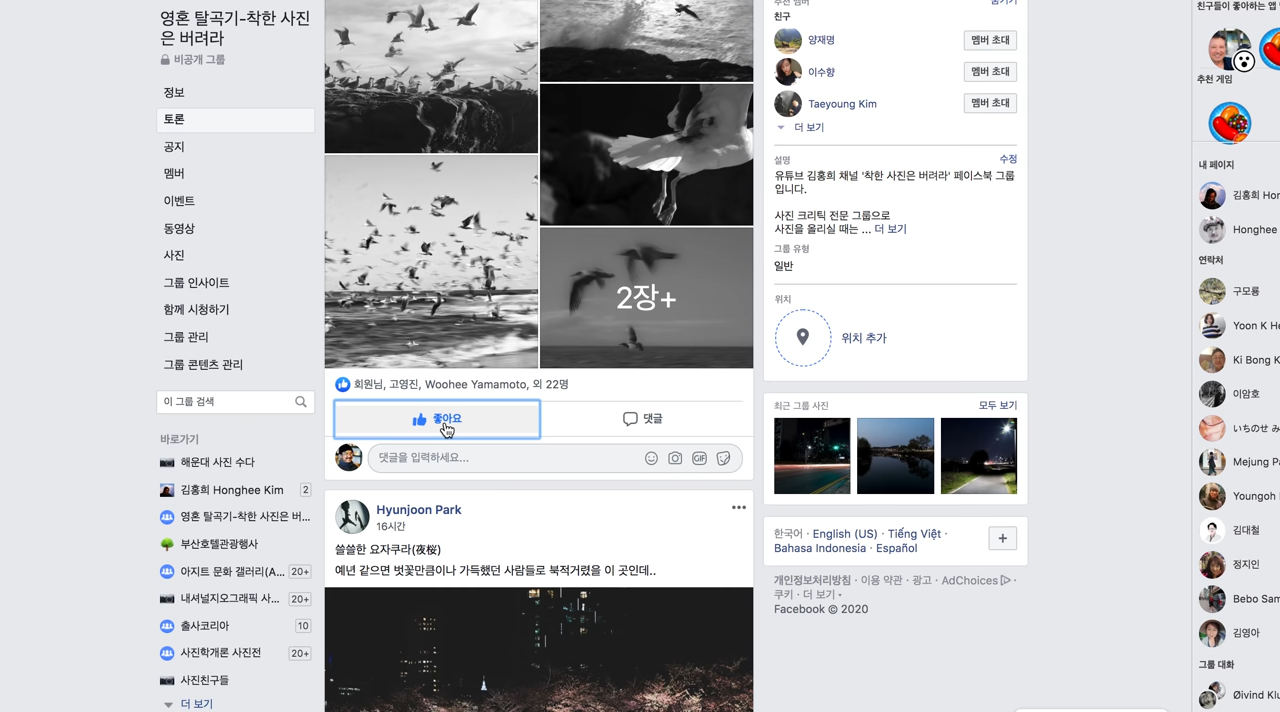 영혼 탈곡기-착한 사진
은 버려라
비공개 그룹
정보
토론
공지
멤버
이벤트
동영상
사진
그룹 인사이트
함께 시청하기
그룹 관리
그룹 콘텐츠 관리
이 그룹 검색
바로가기
해운대 사진 수다
김홍희 Honghee Kim 2
영혼 탈곡기-착한 사진은 버...
부산호텔관광행사
아지트 문화 갤러리(A... 20+
내셔널지오그래픽 사... 20+
출사코리아 10
사진학개론 사진전 20+
사진친구들
더 보기
2장+
회원님, 고영진, Woohee Yamamoto, 외 22명
좋아요
댓글
댓글을 입력하세요...
GIF
Hyunjoon Park
16시간
쓸쓸한 요자쿠라(夜桜)
예년 같으면 벗꽃만큼이나 가득했던 사람들로 북적거렸을 이 곳인데..
친구
양재명 멤버 초대
이수향 멤버 초대
Taeyoung Kim 멤버 초대
더 보기
설명 수정
유튜브 김홍희 채널 '착한 사진은 버려라' 페이스북 그룹
입니다.
사진 크리틱 전문 그룹으로
사진을 올리실 때는 ... 더 보기
그룹 유형
일반
위치
위치 추가
최근 그룹 사진 모두 보기
한국어 · English (US) · Tiếng Việt ·
Bahasa Indonesia · Español
개인정보처리방침 · 이용 약관 · 광고 · AdChoices ·
쿠키 · 더 보기
Facebook © 2020
친구들이 좋아하는 앱
추천 게임
내 페이지
김홍희 Hon
Honghee
연락처
구모룡
Yoon K He
Ki Bong K
이암호
いちのせ み
Mejung Pa
Youngoh
김대철
정지인
Bebo Sam
그룹 대화
Øivind Klu